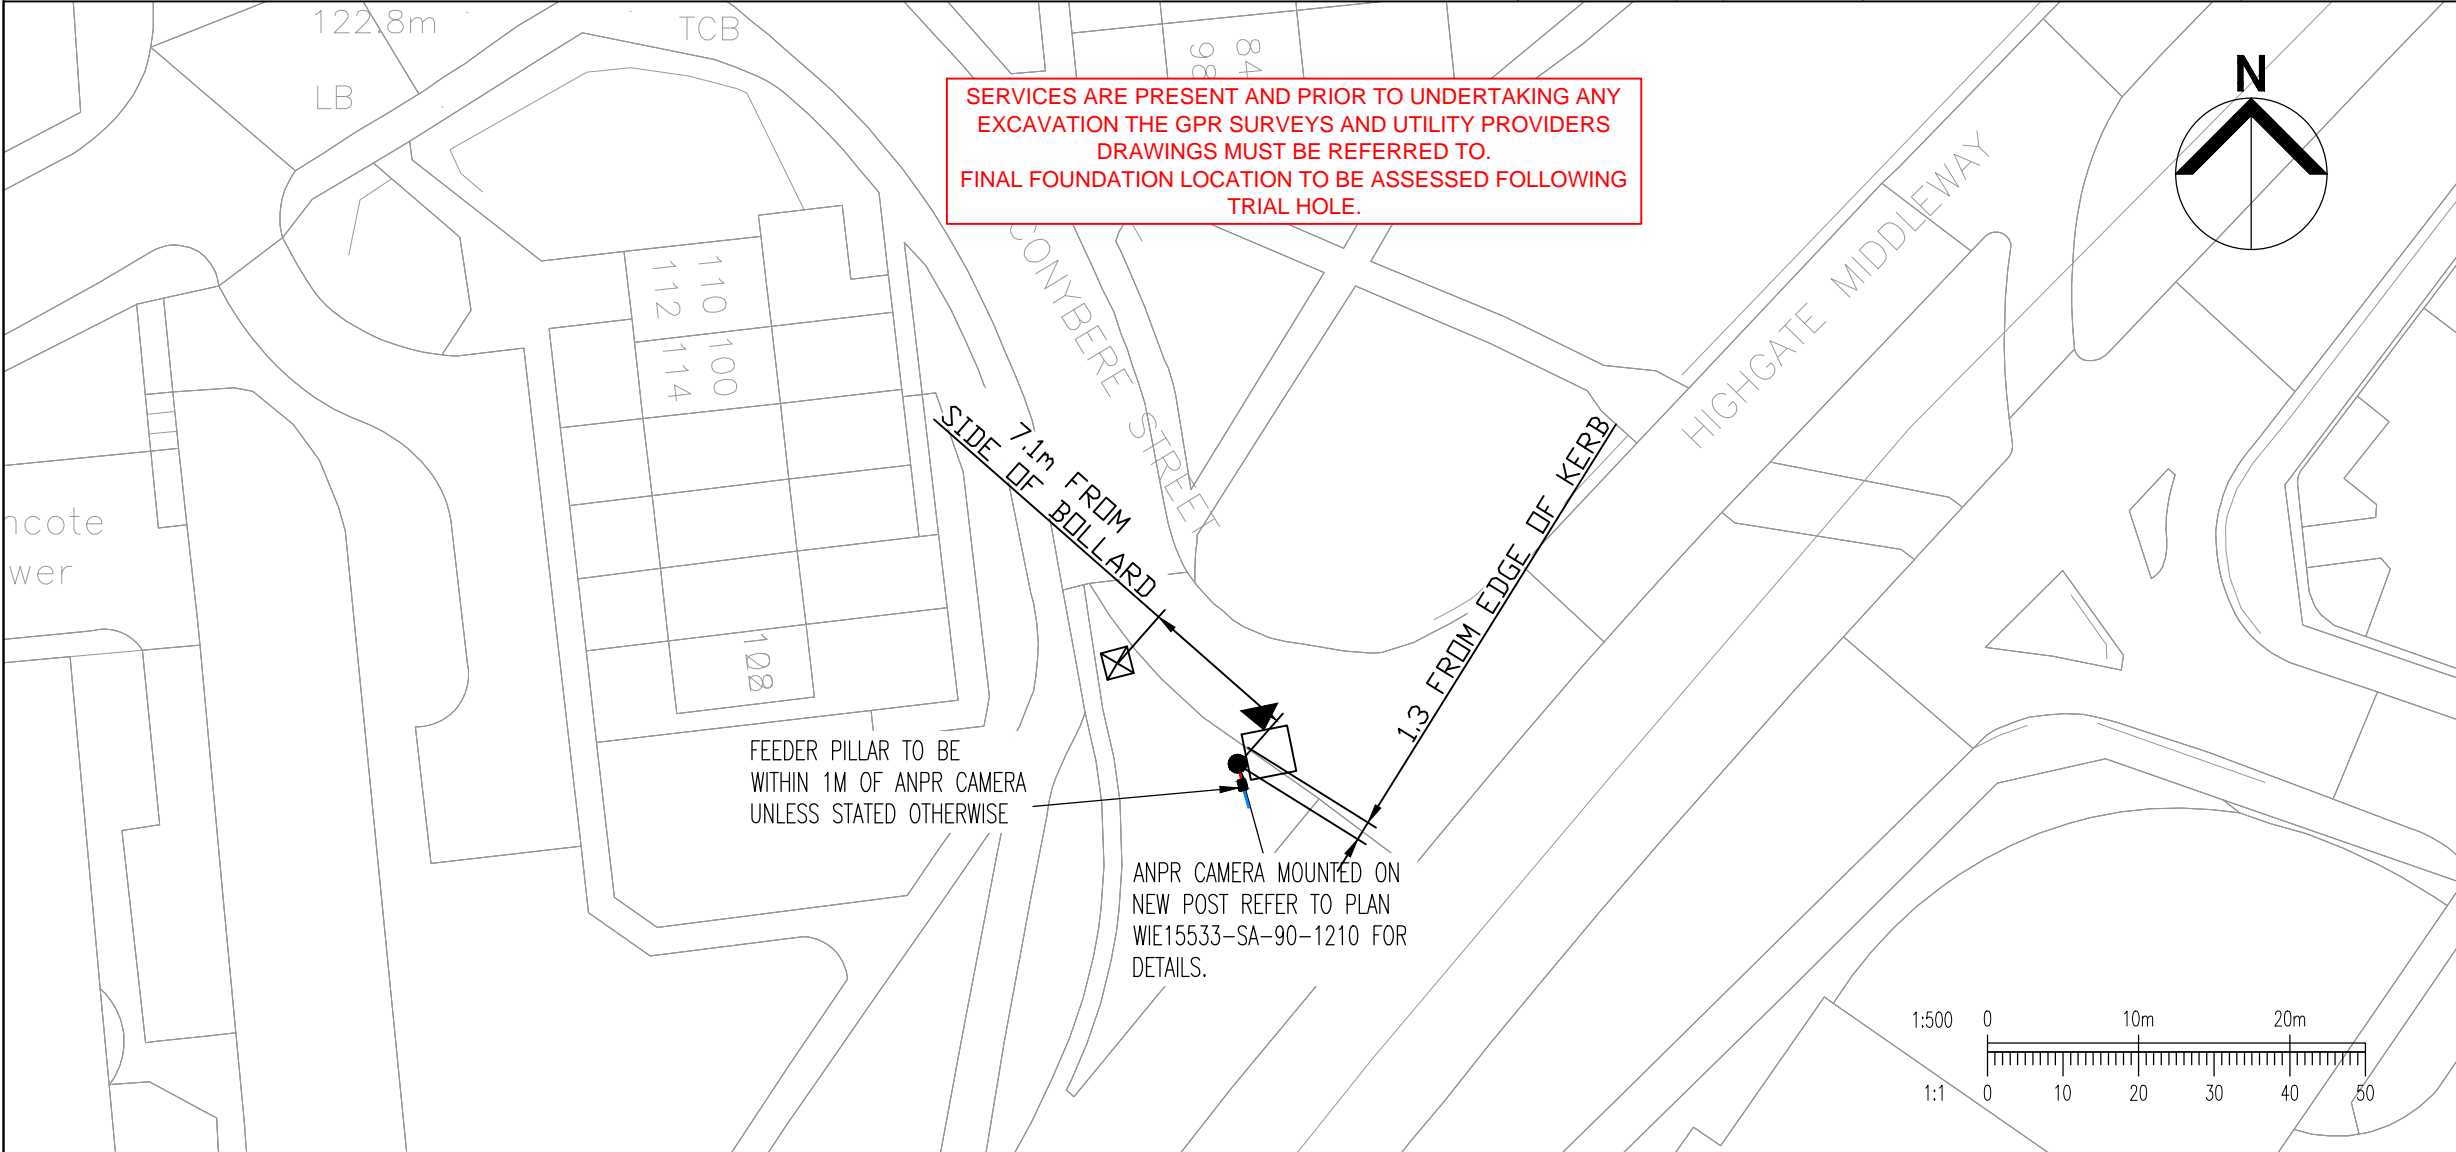 122.8m
TCB
LB
98
84
SERVICES ARE PRESENT AND PRIOR TO UNDERTAKING ANY
EXCAVATION THE GPR SURVEYS AND UTILITY PROVIDERS
DRAWINGS MUST BE REFERRED TO.
FINAL FOUNDATION LOCATION TO BE ASSESSED FOLLOWING
TRIAL HOLE.
N
CONYBERE STREET
HIGHGATE MIDDLEWAY
110
112
100
114
128
ncote
wer
7.1m FROM
SIDE OF BOLLARD
1.3 FROM EDGE OF KERB
FEEDER PILLAR TO BE
WITHIN 1M OF ANPR CAMERA
UNLESS STATED OTHERWISE
ANPR CAMERA MOUNTED ON
NEW POST REFER TO PLAN
WIE15533-SA-90-1210 FOR
DETAILS.
1:500 0 10m 20m
1:1 0 10 20 30 40 50